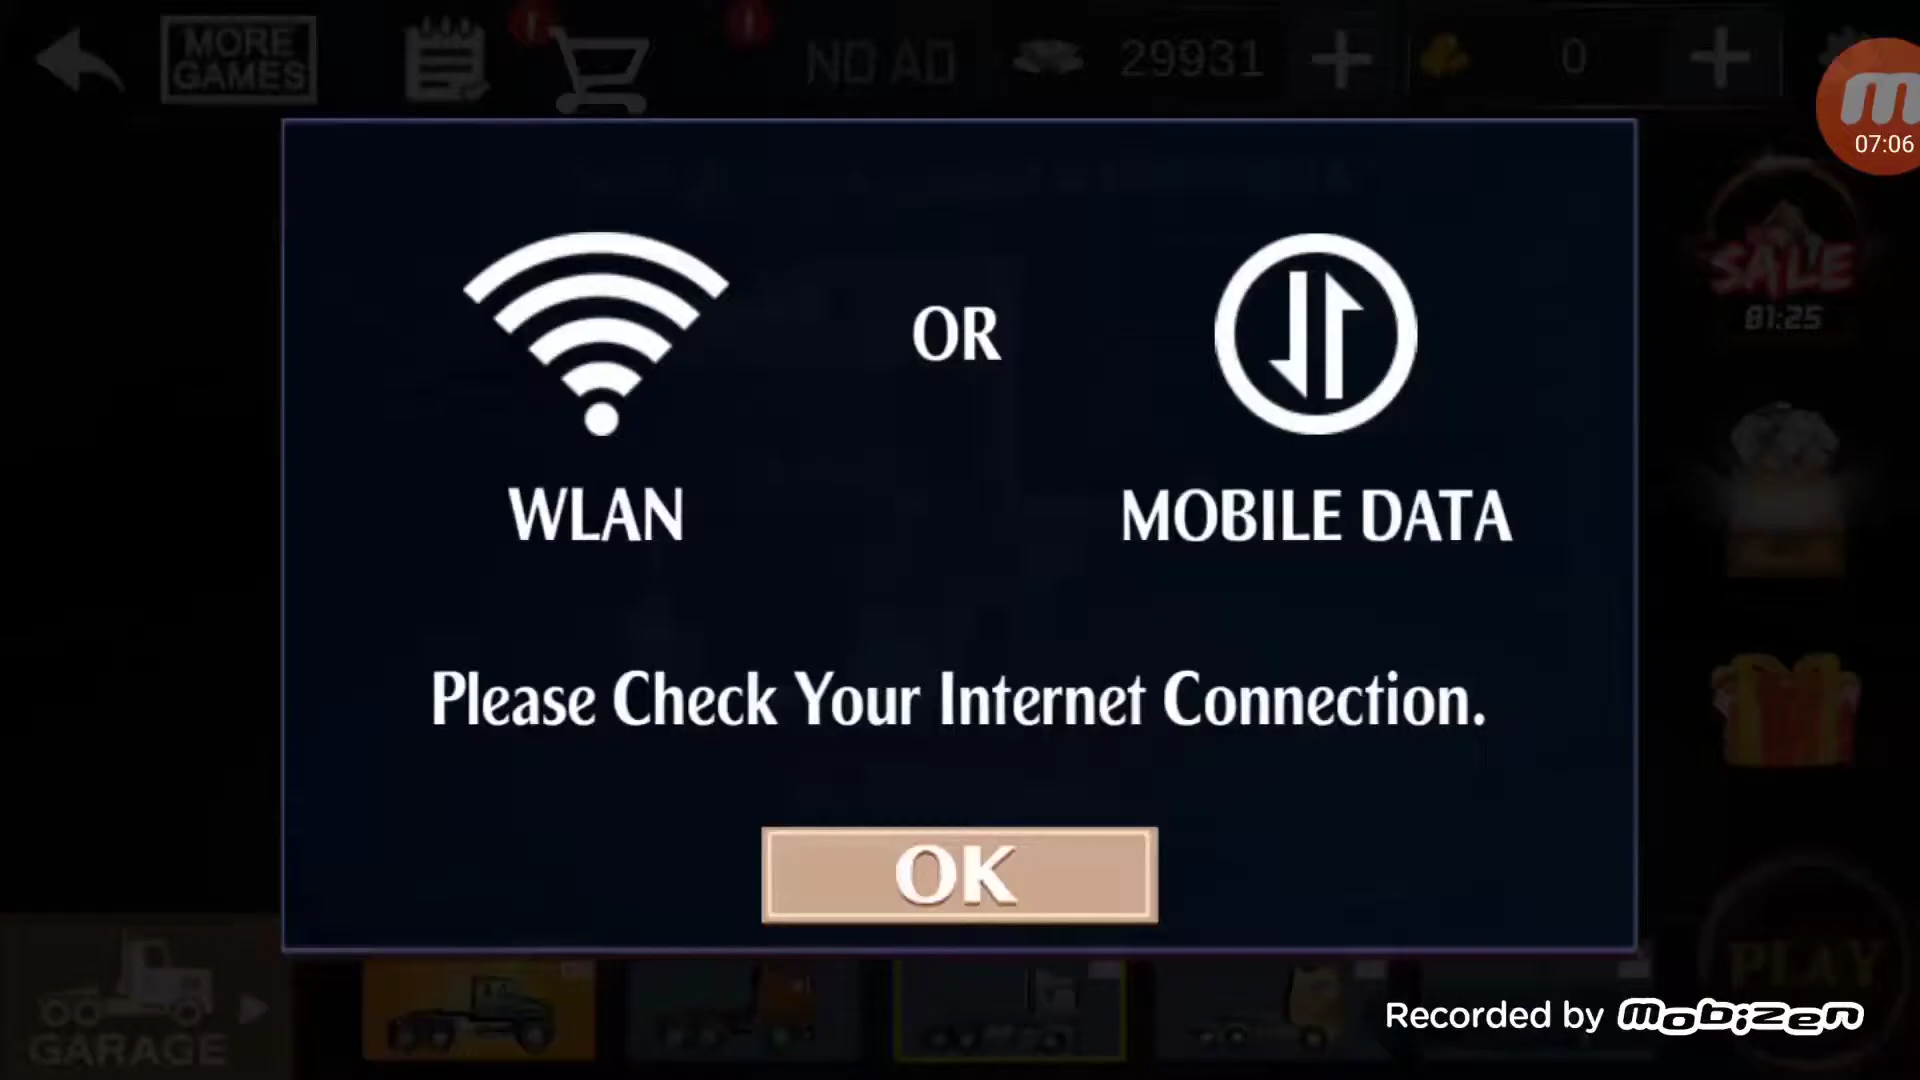 MORE
GAMES
!
!
NO AD
29931
0
07:06
SALE
81:25
OR
WLAN
MOBILE DATA
Please Check Your Internet Connection.
OK
PLAY
GARAGE
Recorded by mobizen